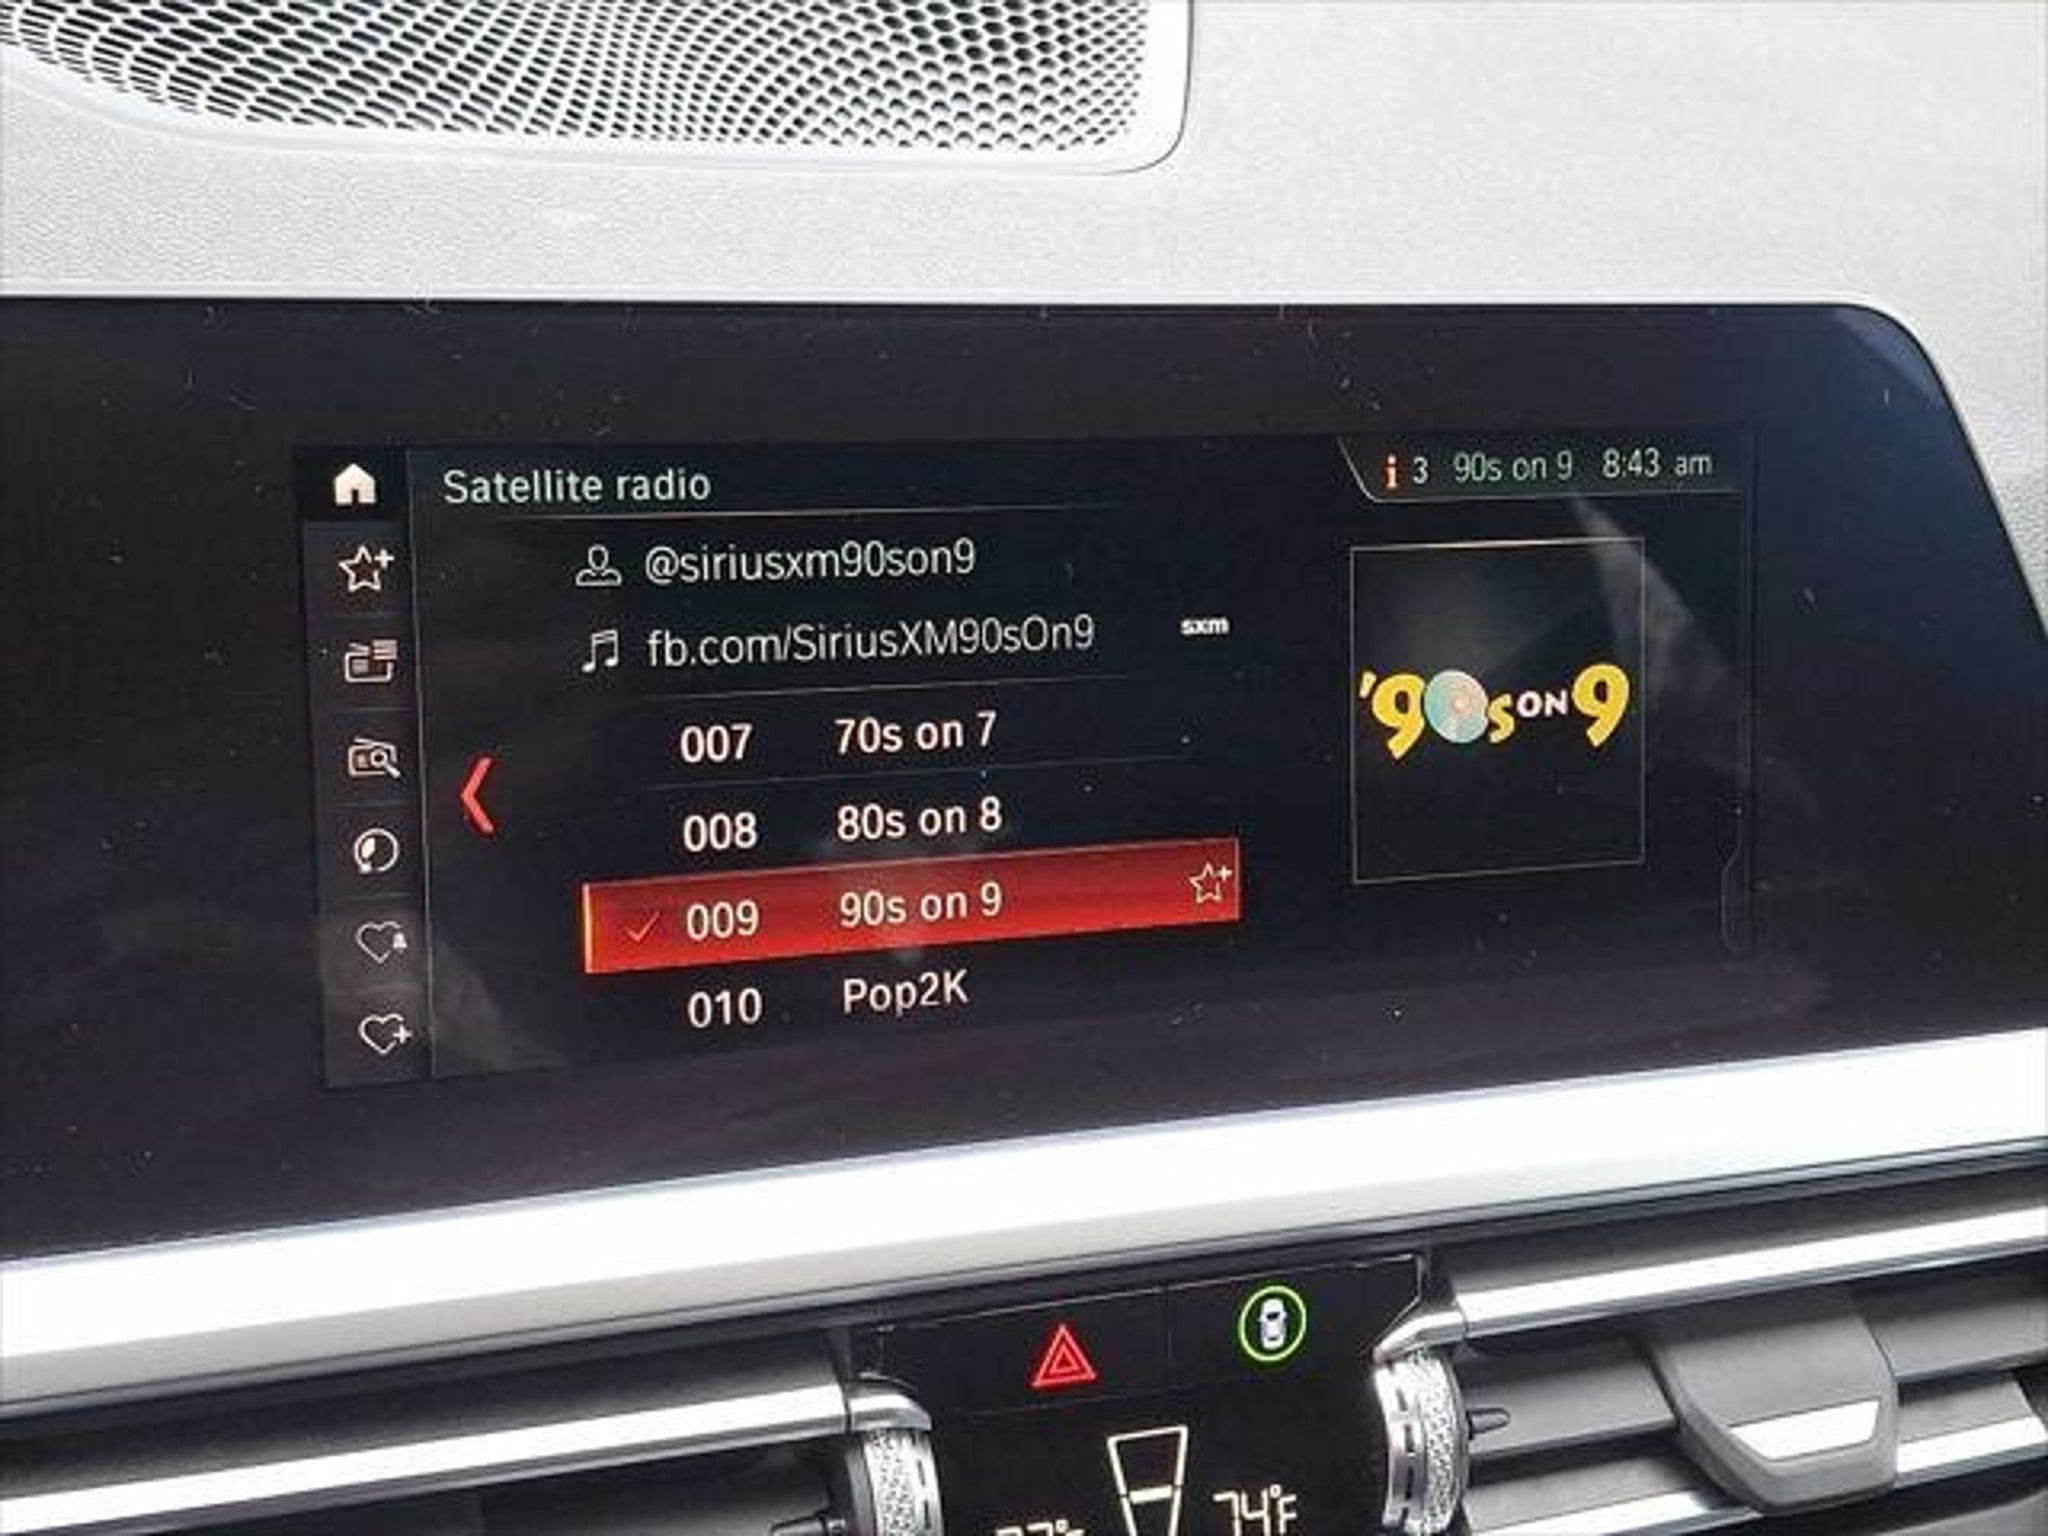 Satellite radio
i 3 90s on 9 8:43 am
@siriusxm90son9
fb.com/SiriusXM90sOn9
sxm
'90s ON 9
007 70s on 7
008 80s on 8
009 90s on 9
010 Pop2K
74°F